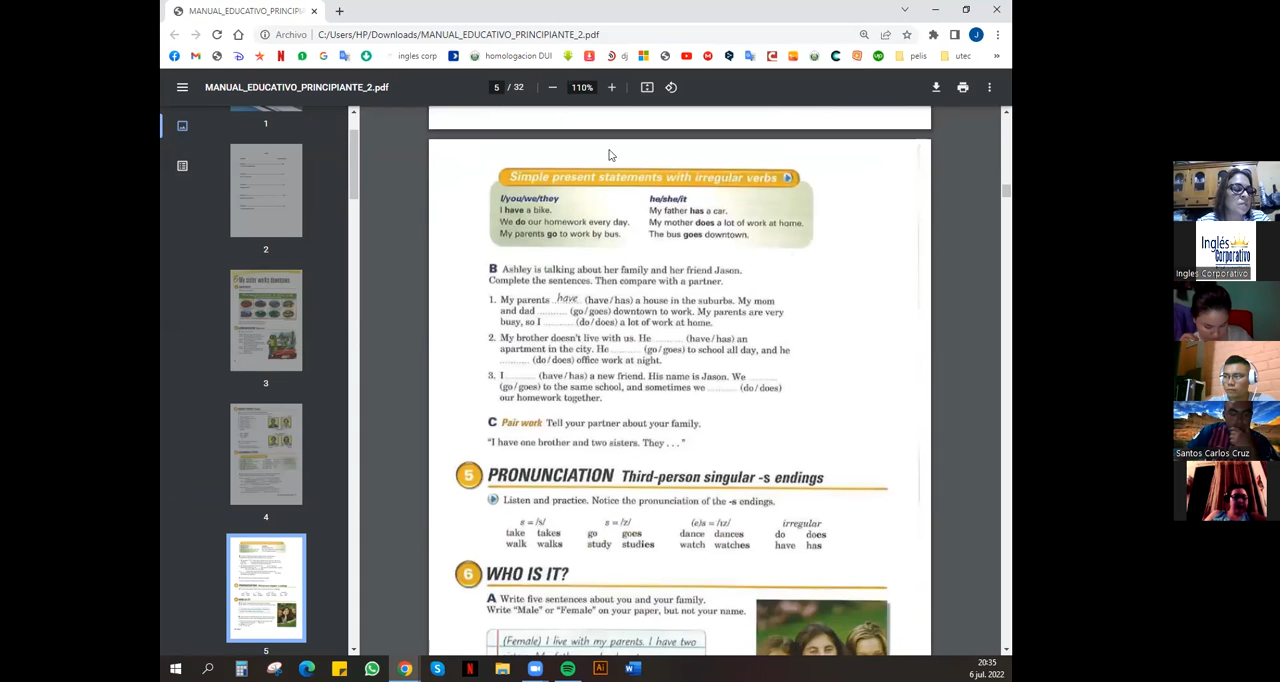 MANUAL_EDUCATIVO_PRINCIPI
Archivo
C:/Users/HP/Downloads/MANUAL_EDUCATIVO_PRINCIPIANTE_2.pdf
J
ingles corp
homologacion DUI
dj
pelis
utec
MANUAL_EDUCATIVO_PRINCIPIANTE_2.pdf
5 / 32
110%
1
2
3
4
5
Simple present statements with irregular verbs
I/you/we/they
he/she/it
I have a bike.
My father has a car.
We do our homework every day.
My mother does a lot of work at home.
My parents go to work by bus.
The bus goes downtown.
B Ashley is talking about her family and her friend Jason.
Complete the sentences. Then compare with a partner.
1. My parents have (have/has) a house in the suburbs. My mom
and dad .......... (go/goes) downtown to work. My parents are very
busy, so I .......... (do/does) a lot of work at home.
2. My brother doesn't live with us. He .......... (have/has) an
apartment in the city. He .......... (go/goes) to school all day, and he
.......... (do/does) office work at night.
3. I .......... (have/has) a new friend. His name is Jason. We ..........
(go/goes) to the same school, and sometimes we .......... (do/does)
our homework together.
C Pair work Tell your partner about your family.
"I have one brother and two sisters. They . . ."
5 PRONUNCIATION Third-person singular -s endings
Listen and practice. Notice the pronunciation of the -s endings.
s = /s/
s = /z/
(e)s = /ɪz/
irregular
take takes
go goes
dance dances
do does
walk walks
study studies
watch watches
have has
6 WHO IS IT?
A Write five sentences about you and your family.
Write "Male" or "Female" on your paper, but not your name.
(Female) I live with my parents. I have two
Inglés
Corporativo
Ingles Corporativo
Santos Carlos Cruz
20:35
6 jul. 2022